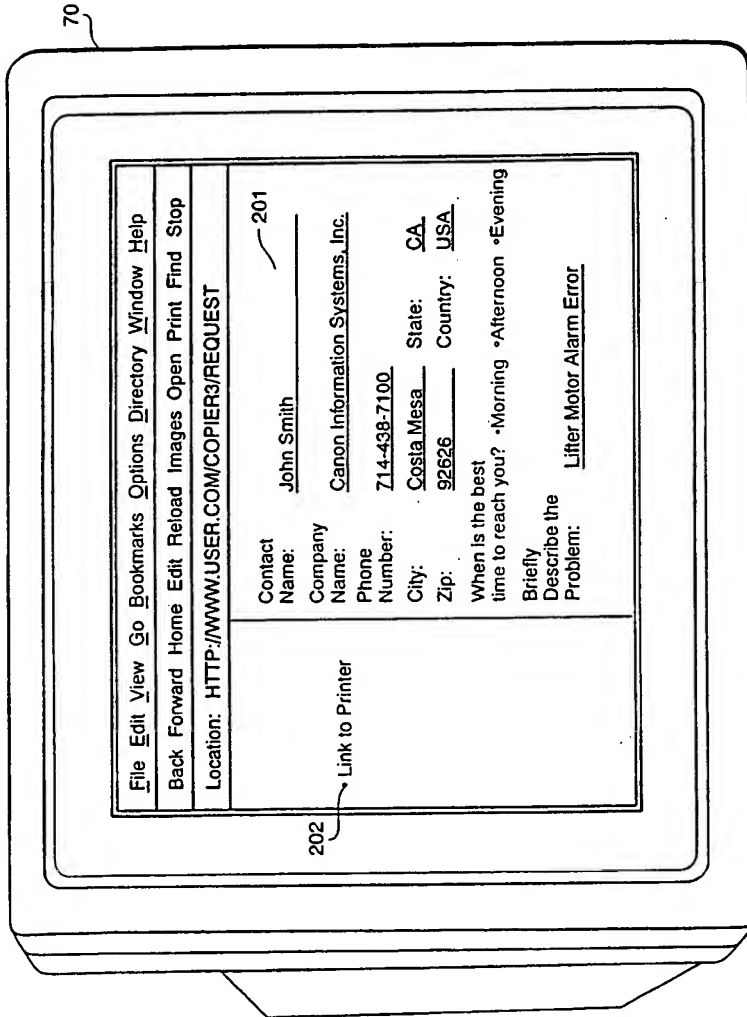 70
File Edit View Go Bookmarks Options Directory Window Help
Back Forward Home Edit Reload Images Open Print Find Stop
Location: HTTP://WWW.USER.COM/COPIER3/REQUEST
202
• Link to Printer
201
Contact
Name: John Smith
Company
Name: Canon Information Systems, Inc.
Phone
Number: 714-438-7100
City: Costa Mesa State: CA
Zip: 92626 Country: USA
When is the best
time to reach you? •Morning •Afternoon •Evening
Briefly
Describe the
Problem: Lifter Motor Alarm Error